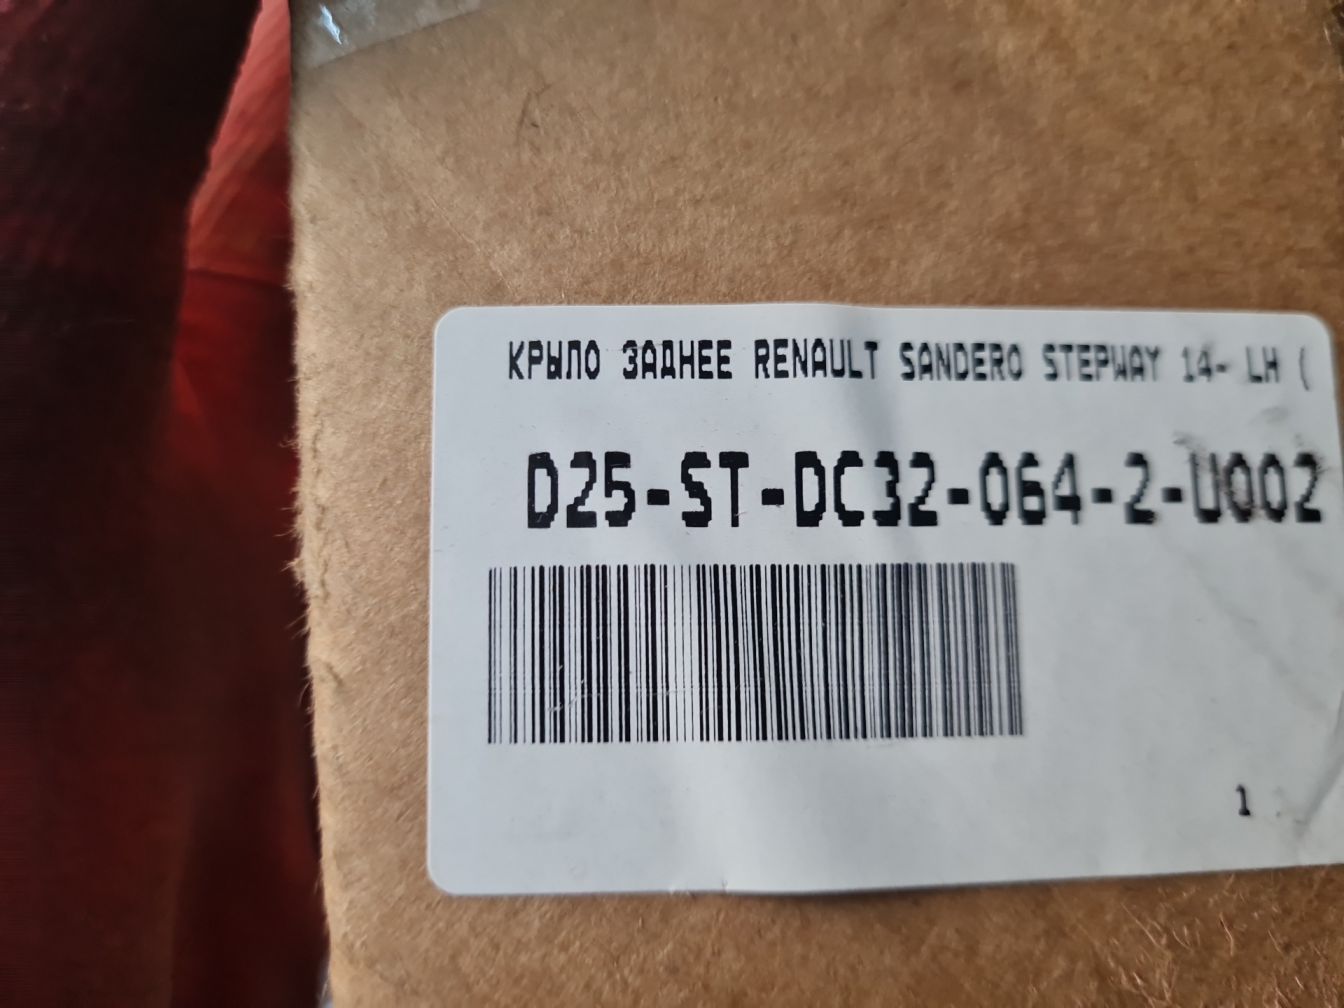 КРЫЛО ЗАДНЕЕ RENAULT SANDERO STEPWAY 14- LH (
D25-ST-DC32-064-2-U002
1